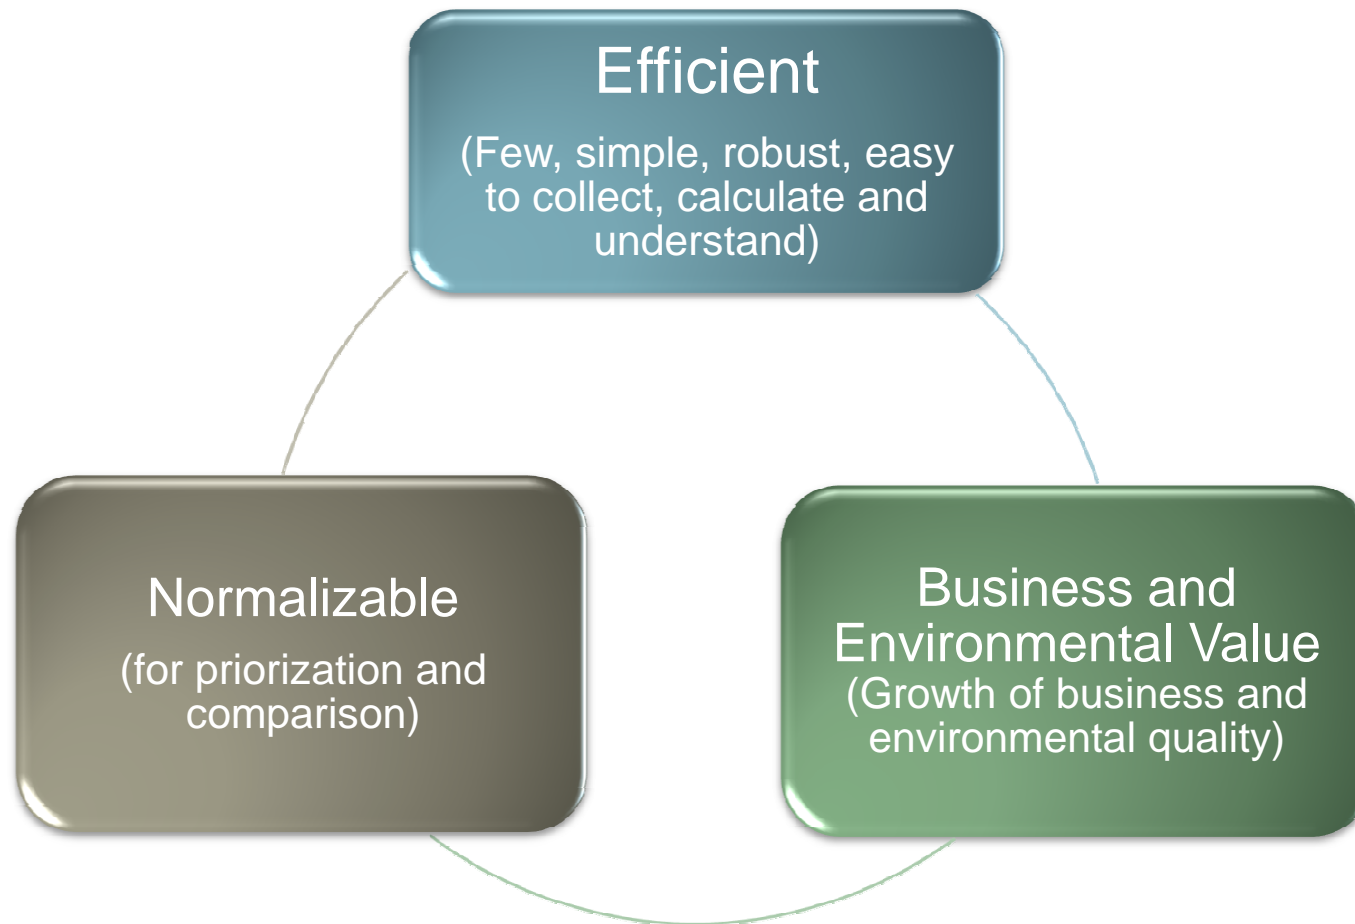 Efficient
(Few, simple, robust, easy
to collect, calculate and
understand)
Normalizable
(for priorization and
comparison)
Business and
Environmental Value
(Growth of business and
environmental quality)